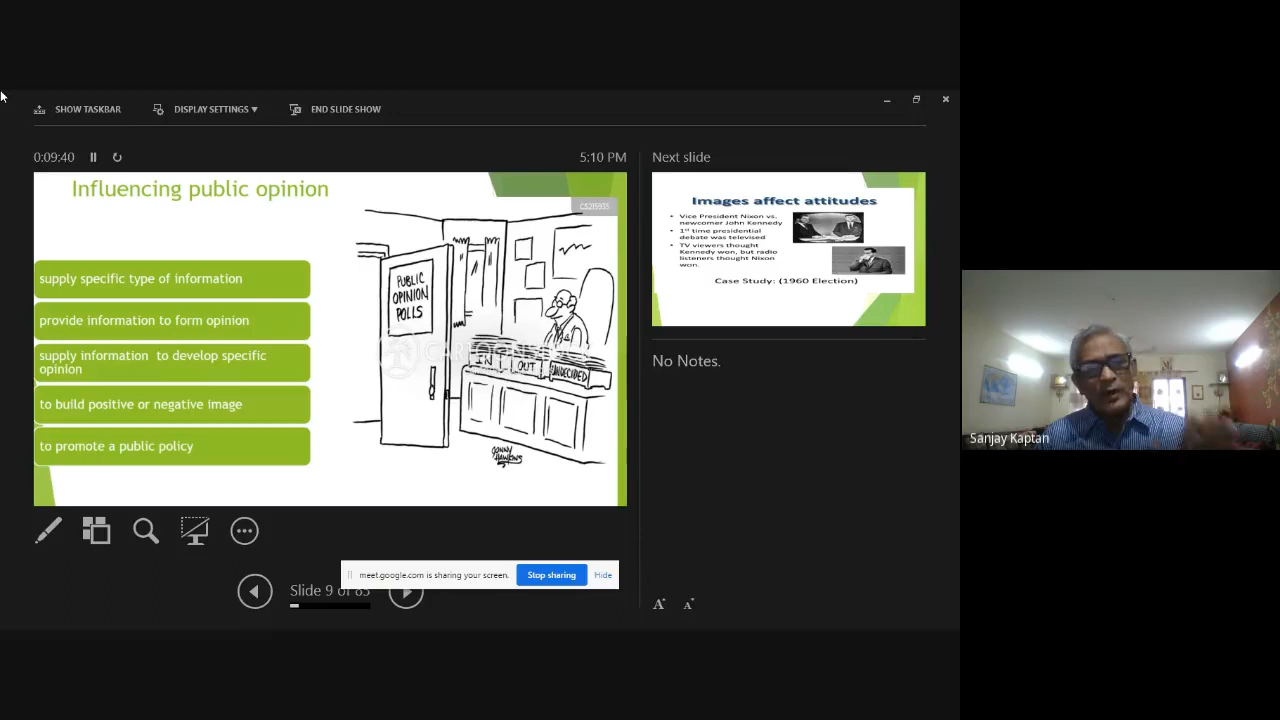 SHOW TASKBAR
DISPLAY SETTINGS
END SLIDE SHOW
0:09:40
5:10 PM
Next slide
Influencing public opinion
CS215935
supply specific type of information
provide information to form opinion
supply information to develop specific
opinion
to build positive or negative image
to promote a public policy
PUBLIC
OPINION
POLLS
IN
OUT
UNDECIDED
JONNY
HAWKINS
Images affect attitudes
• Vice President Nixon vs.
newcomer John Kennedy
• 1st time presidential
debate was televised
• TV viewers thought
Kennedy won, but radio
listeners thought Nixon
won.
Case Study: (1960 Election)
No Notes.
Sanjay Kaptan
meet.google.com is sharing your screen.
Stop sharing
Hide
Slide 9 of 83
A A